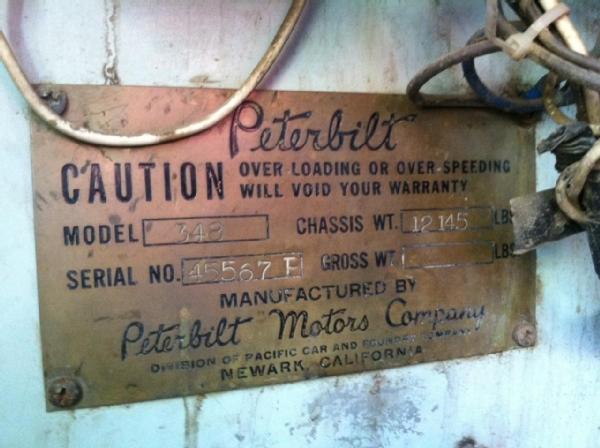 Peterbilt
CAUTION OVER-LOADING OR OVER-SPEEDING
WILL VOID YOUR WARRANTY
MODEL 348 CHASSIS WT. 12145 LBS
SERIAL NO. 45567 F GROSS WT. LBS
MANUFACTURED BY
Peterbilt Motors Company
DIVISION OF PACIFIC CAR AND FOUNDRY COMPANY
NEWARK, CALIFORNIA